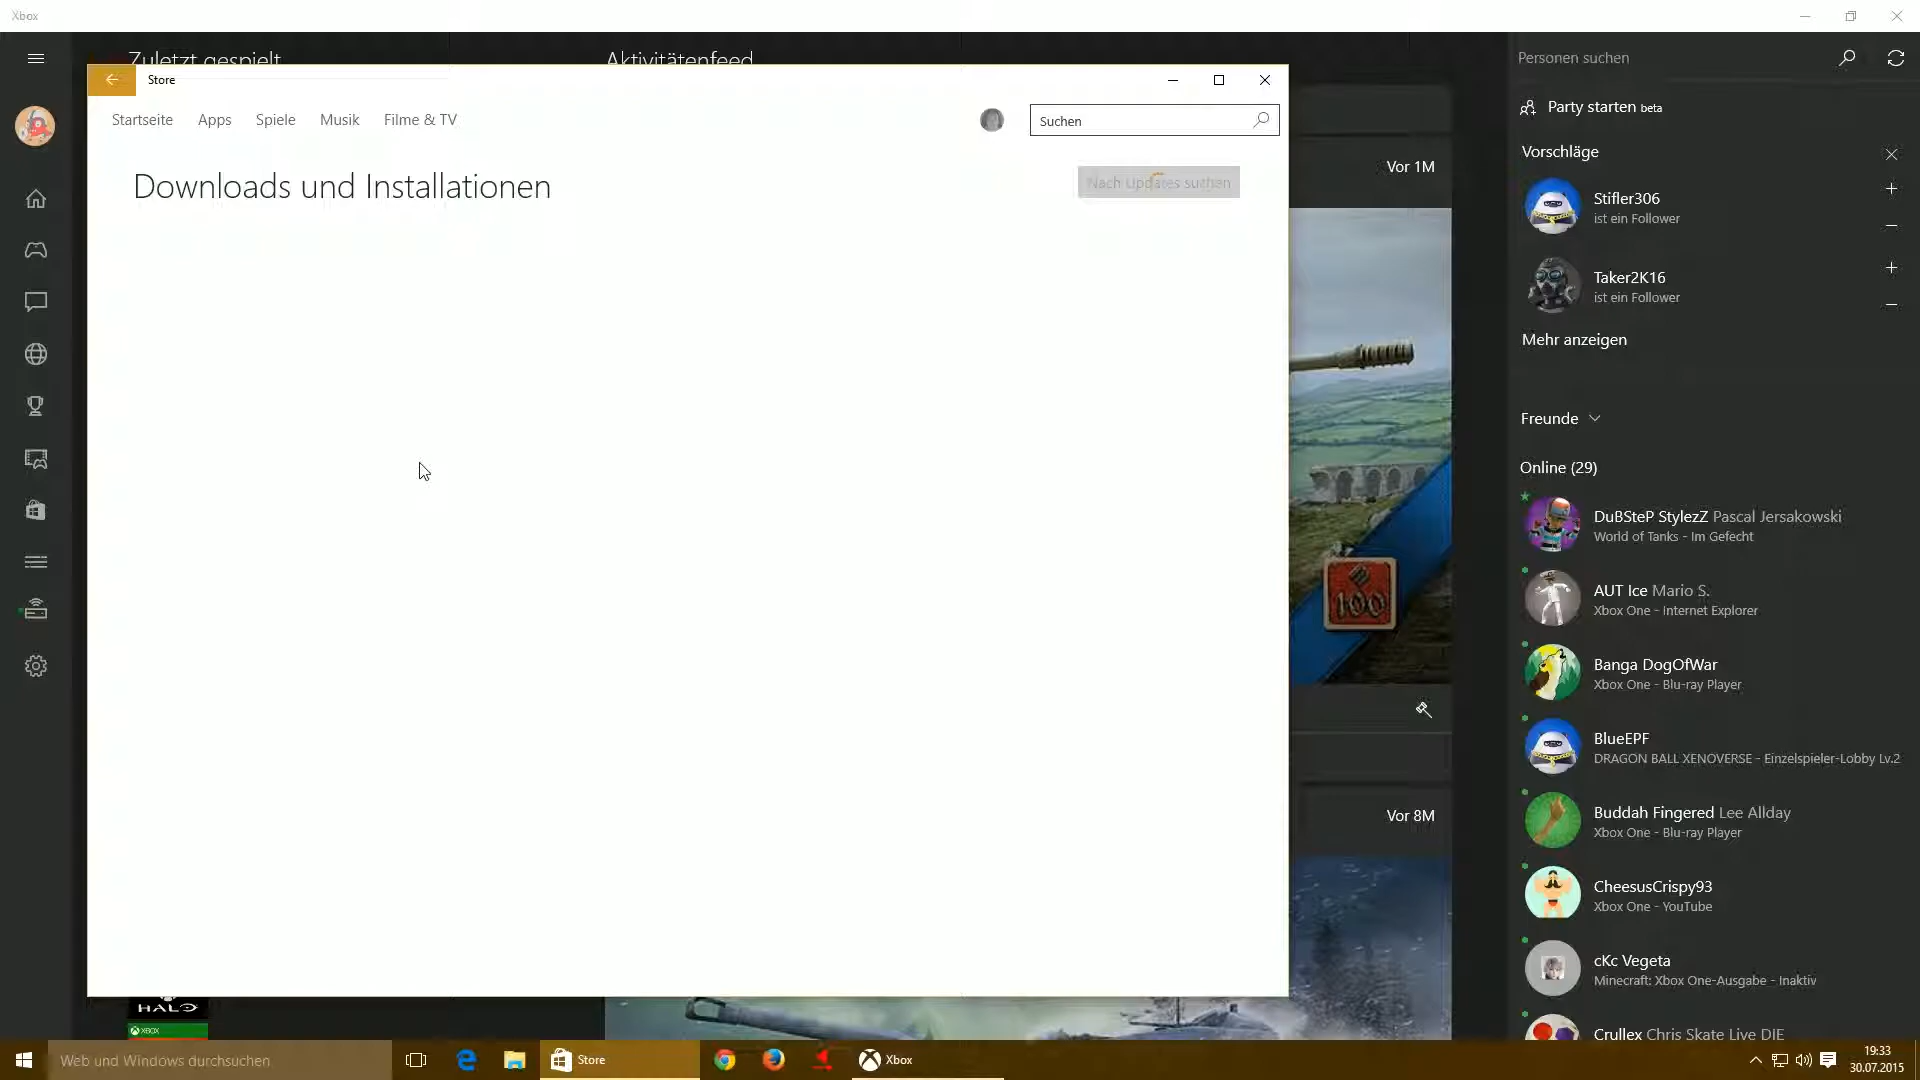 Xbox
Zuletzt gespielt
Aktivitätenfeed
Store
Startseite
Apps
Spiele
Musik
Filme & TV
Suchen
Downloads und Installationen
Nach Updates suchen
Vor 1M
100
Vor 8M
HALO
XBOX
Personen suchen
Party starten beta
Vorschläge
Stifler306
ist ein Follower
Taker2K16
ist ein Follower
Mehr anzeigen
Freunde
Online (29)
DuBSteP StylezZ Pascal Jersakowski
World of Tanks - Im Gefecht
AUT Ice Mario S.
Xbox One - Internet Explorer
Banga DogOfWar
Xbox One - Blu-ray Player
BlueEPF
DRAGON BALL XENOVERSE - Einzelspieler-Lobby Lv.2
Buddah Fingered Lee Allday
Xbox One - Blu-ray Player
CheesusCrispy93
Xbox One - YouTube
cKc Vegeta
Minecraft: Xbox One-Ausgabe - Inaktiv
Crullex Chris Skate Live DIE
Web und Windows durchsuchen
Store
Xbox
19:33
30.07.2015